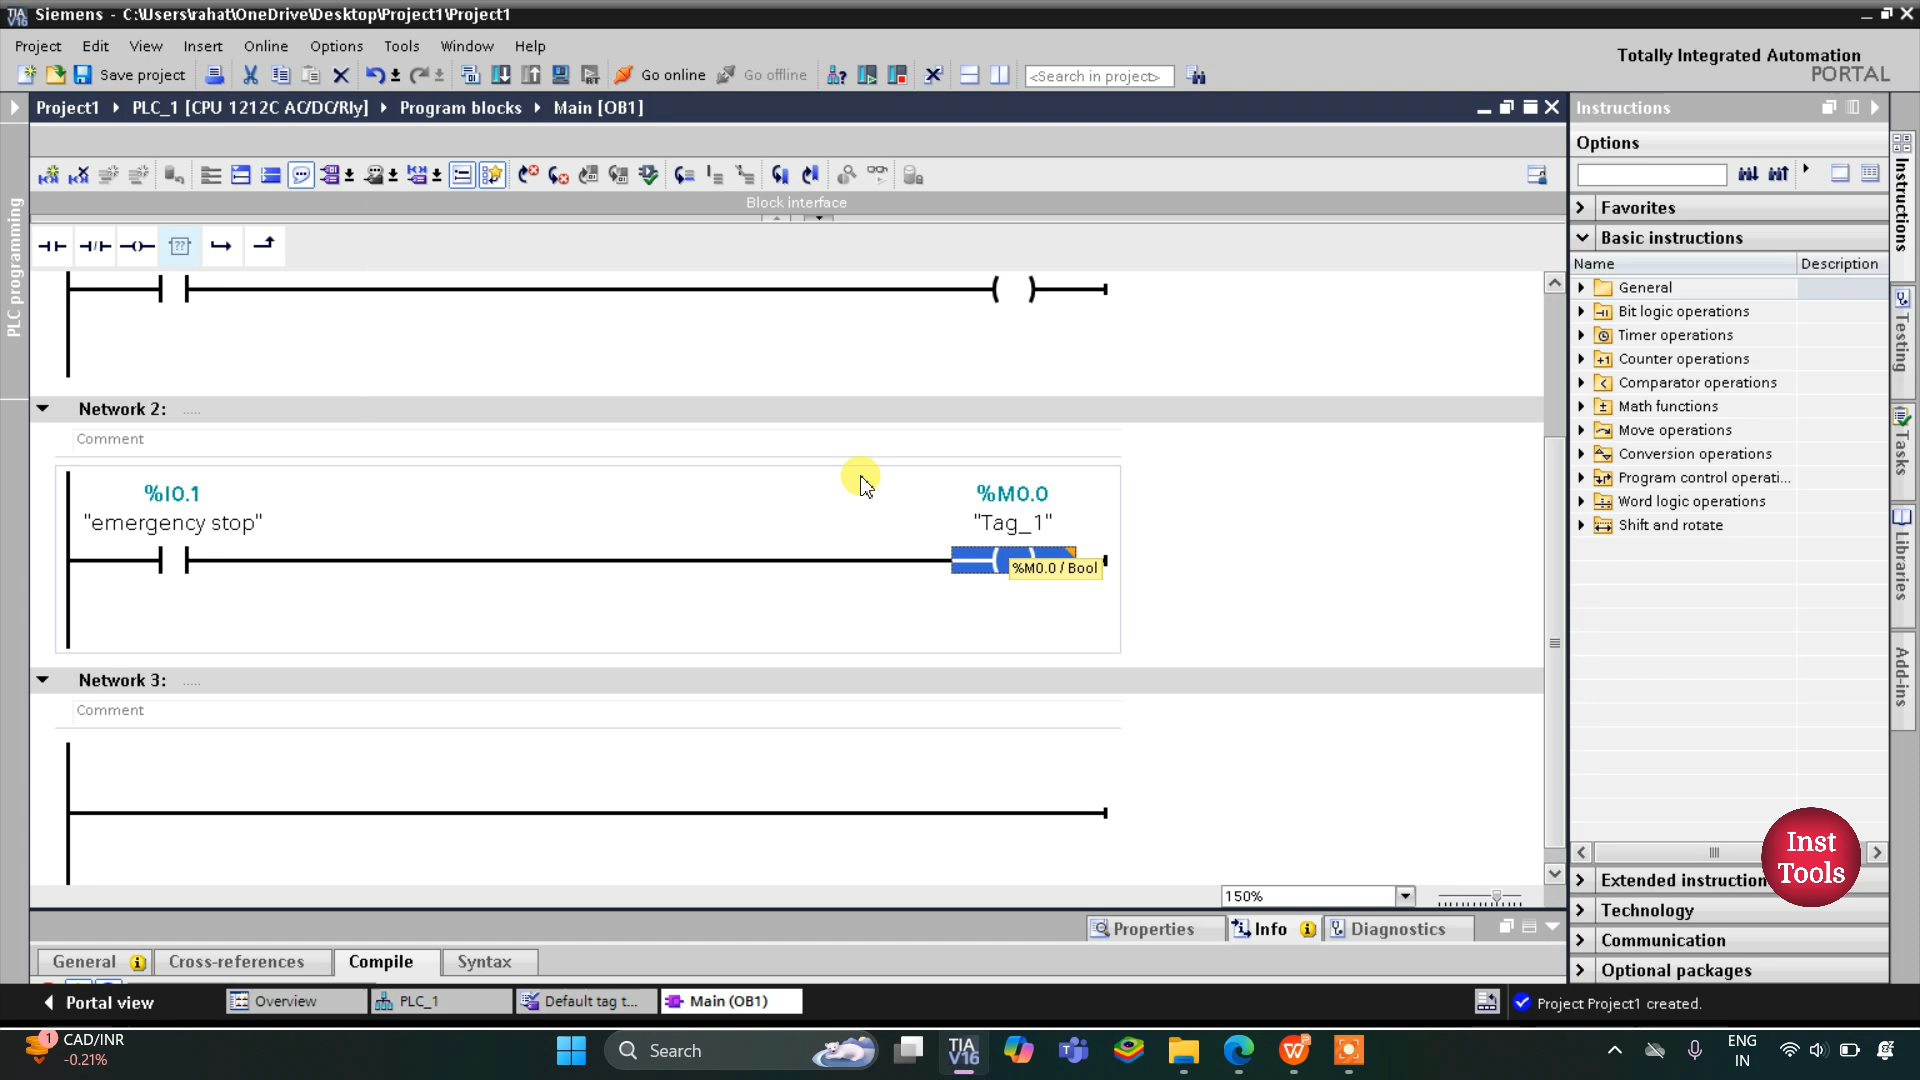 Siemens - C:\Users\rahat\OneDrive\Desktop\Project1\Project1
Project Edit View Insert Online Options Tools Window Help
Totally Integrated Automation
PORTAL
Save project Go online Go offline <Search in project>
Project1 PLC_1 [CPU 1212C AC/DC/Rly] Program blocks Main [OB1]
Instructions
Options
Block interface
PLC programming
Favorites
Basic instructions
Name Description
General
Bit logic operations
Timer operations
Counter operations
Comparator operations
Math functions
Move operations
Conversion operations
Program control operati...
Word logic operations
Shift and rotate
Instructions
Testing
Tasks
Libraries
Add-ins
Network 2: .....
Comment
%I0.1
"emergency stop"
%M0.0
"Tag_1"
%M0.0 / Bool
Network 3: .....
Comment
150%
Inst
Tools
Extended instruction
Technology
Communication
Optional packages
Properties Info Diagnostics
General Cross-references Compile Syntax
Portal view Overview PLC_1 Default tag t... Main (OB1) Project Project1 created.
1 CAD/INR
-0.21%
Search
TIA
V16
ENG
IN